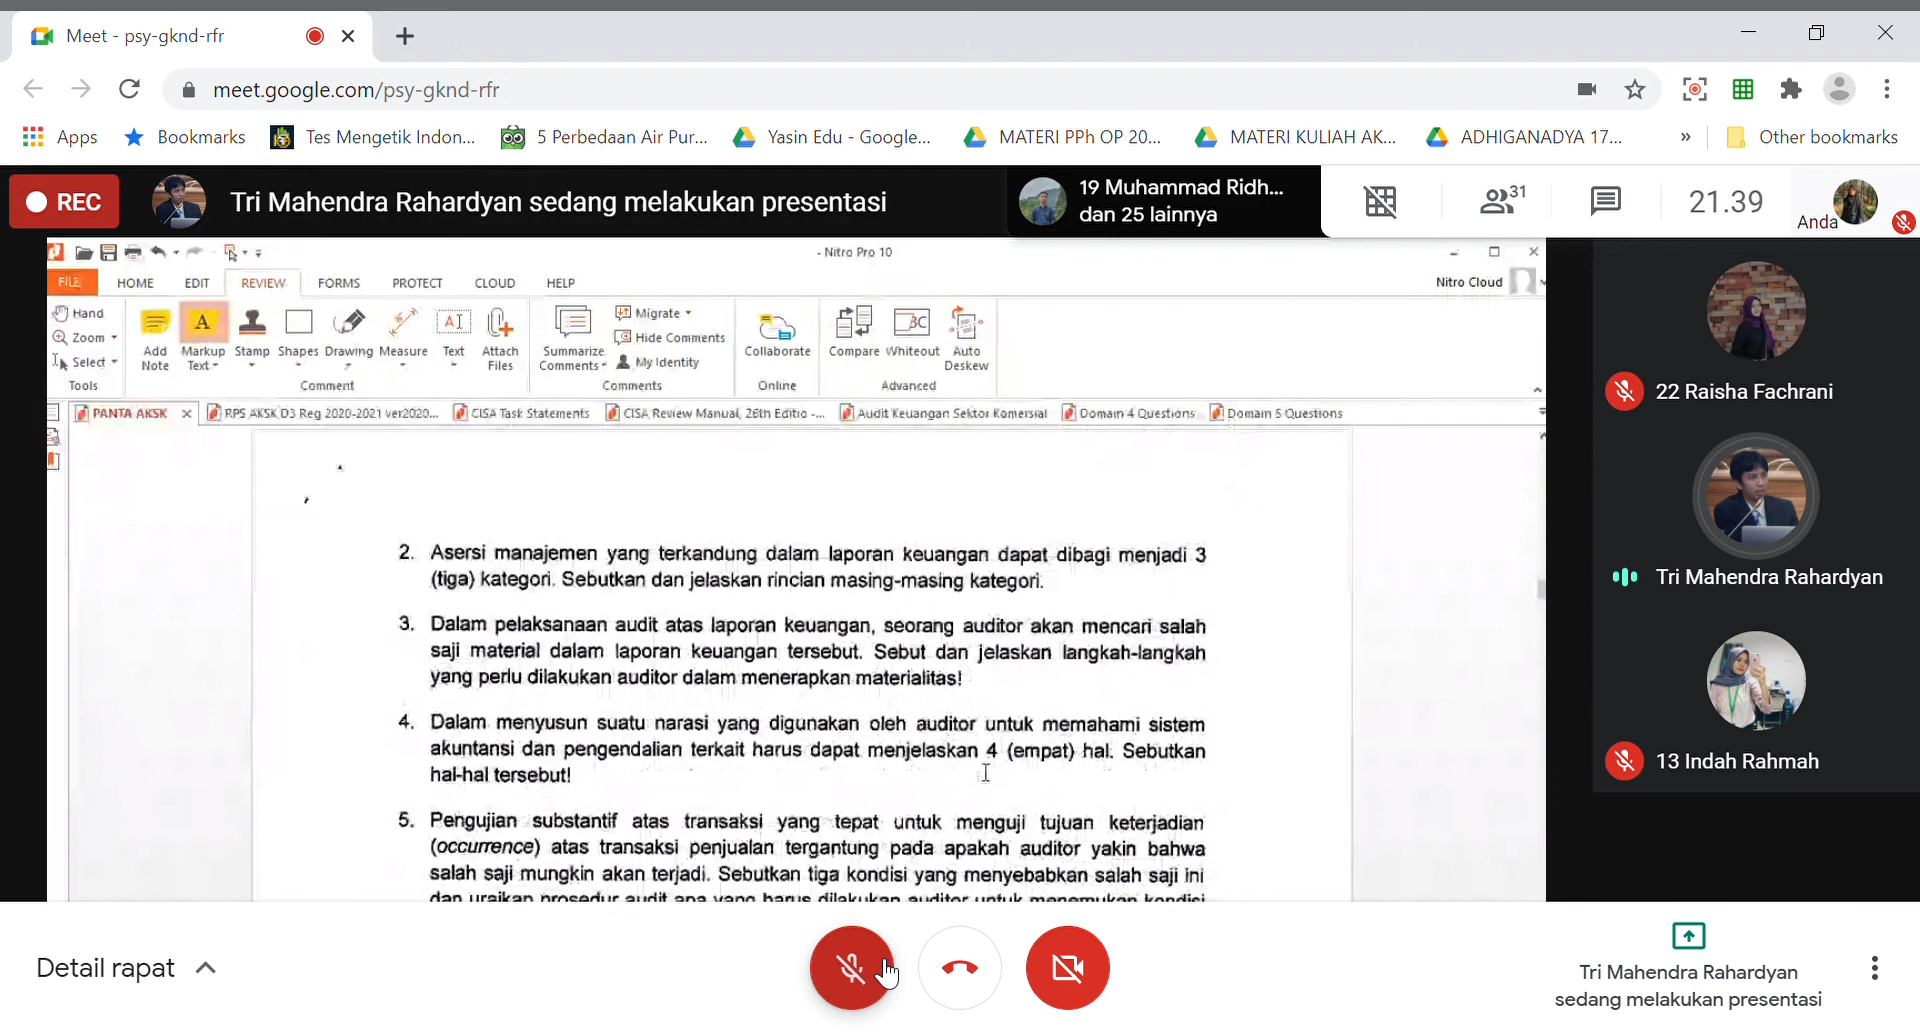 Meet - psy-gknd-rfr
meet.google.com/psy-gknd-rfr
Apps
Bookmarks
Tes Mengetik Indon...
5 Perbedaan Air Pur...
Yasin Edu - Google...
MATERI PPh OP 20...
MATERI KULIAH AK...
ADHIGANADYA 17...
»
Other bookmarks
REC
Tri Mahendra Rahardyan sedang melakukan presentasi
19 Muhammad Ridh...
dan 25 lainnya
31
21.39
Anda
- Nitro Pro 10
FILE
HOME
EDIT
REVIEW
FORMS
PROTECT
CLOUD
HELP
Nitro Cloud
Hand
Zoom
Select
Tools
Add
Note
Markup
Text
Stamp
Shapes
Drawing
Measure
Text
Attach
Files
Comment
Summarize
Comments
Migrate
Hide Comments
My Identity
Comments
Collaborate
Online
Compare
Whiteout
Auto
Deskew
Advanced
PANTA AKSK
RPS AKSK D3 Reg 2020-2021 ver2020...
CISA Task Statements
CISA Review Manual, 26th Editio -...
Audit Keuangan Sektor Komersial
Domain 4 Questions
Domain 5 Questions
2. Asersi manajemen yang terkandung dalam laporan keuangan dapat dibagi menjadi 3
(tiga) kategori. Sebutkan dan jelaskan rincian masing-masing kategori.
3. Dalam pelaksanaan audit atas laporan keuangan, seorang auditor akan mencari salah
saji material dalam laporan keuangan tersebut. Sebut dan jelaskan langkah-langkah
yang perlu dilakukan auditor dalam menerapkan materialitas!
4. Dalam menyusun suatu narasi yang digunakan oleh auditor untuk memahami sistem
akuntansi dan pengendalian terkait harus dapat menjelaskan 4 (empat) hal. Sebutkan
hal-hal tersebut!
5. Pengujian substantif atas transaksi yang tepat untuk menguji tujuan keterjadian
(occurrence) atas transaksi penjualan tergantung pada apakah auditor yakin bahwa
salah saji mungkin akan terjadi. Sebutkan tiga kondisi yang menyebabkan salah saji ini
dan uraikan prosedur audit apa yang harus dilakukan auditor untuk menemukan kondisi
22 Raisha Fachrani
Tri Mahendra Rahardyan
13 Indah Rahmah
Detail rapat
Tri Mahendra Rahardyan
sedang melakukan presentasi